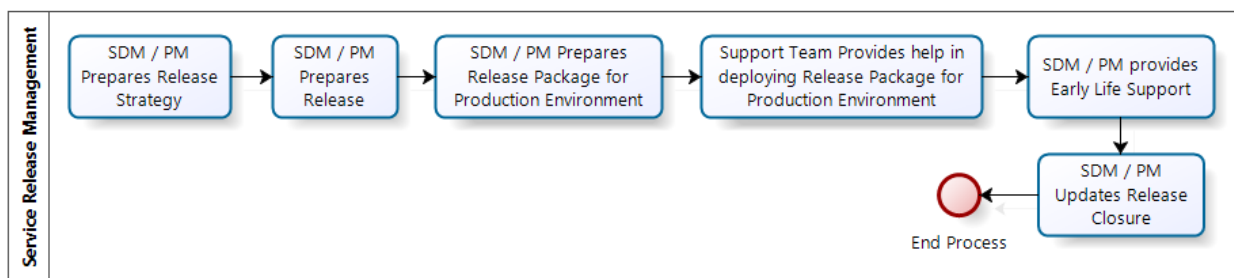 Service Release Management
SDM / PM
Prepares Release
Strategy
SDM / PM
Prepares
Release
SDM / PM Prepares
Release Package for
Production Environment
Support Team Provides help in
deploying Release Package for
Production Environment
SDM / PM provides
Early Life Support
SDM / PM
Updates Release
Closure
End Process